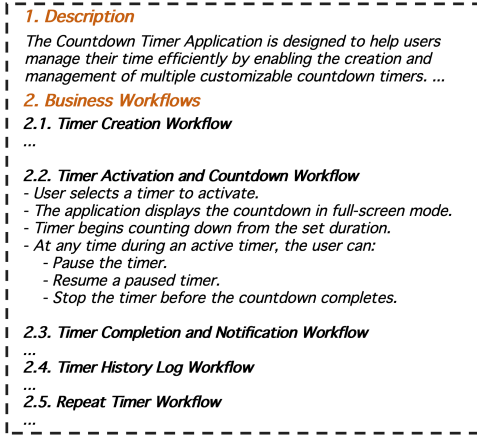 1. Description
The Countdown Timer Application is designed to help users
manage their time efficiently by enabling the creation and
management of multiple customizable countdown timers. ...
2. Business Workflows
2.1. Timer Creation Workflow
...
2.2. Timer Activation and Countdown Workflow
- User selects a timer to activate.
- The application displays the countdown in full-screen mode.
- Timer begins counting down from the set duration.
- At any time during an active timer, the user can:
- Pause the timer.
- Resume a paused timer.
- Stop the timer before the countdown completes.
2.3. Timer Completion and Notification Workflow
...
2.4. Timer History Log Workflow
...
2.5. Repeat Timer Workflow
...